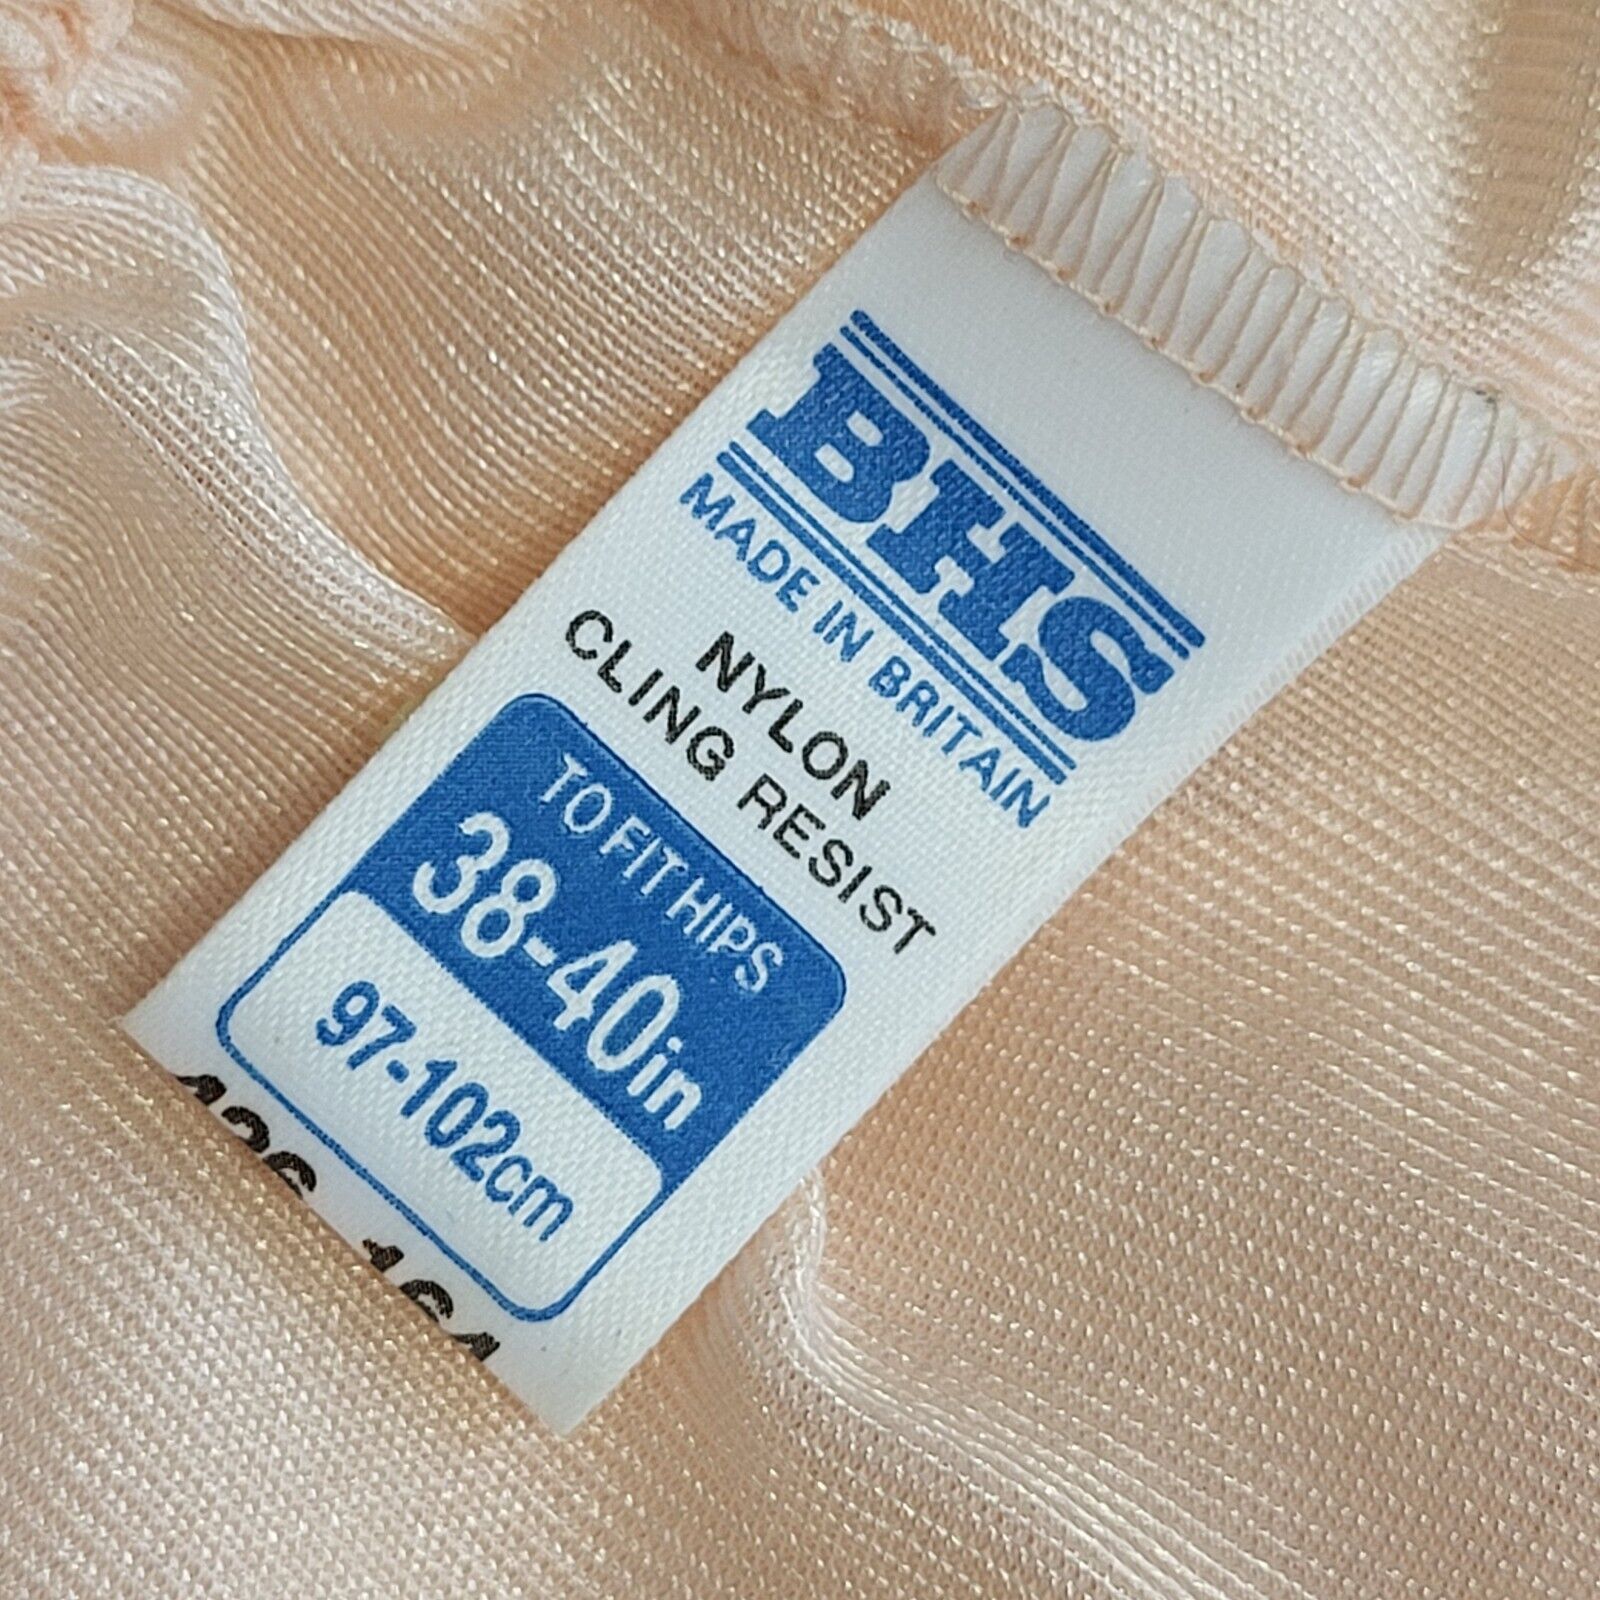 BHS
MADE IN BRITAIN
NYLON
CLING RESIST
TO FIT HIPS
38-40in
97-102cm